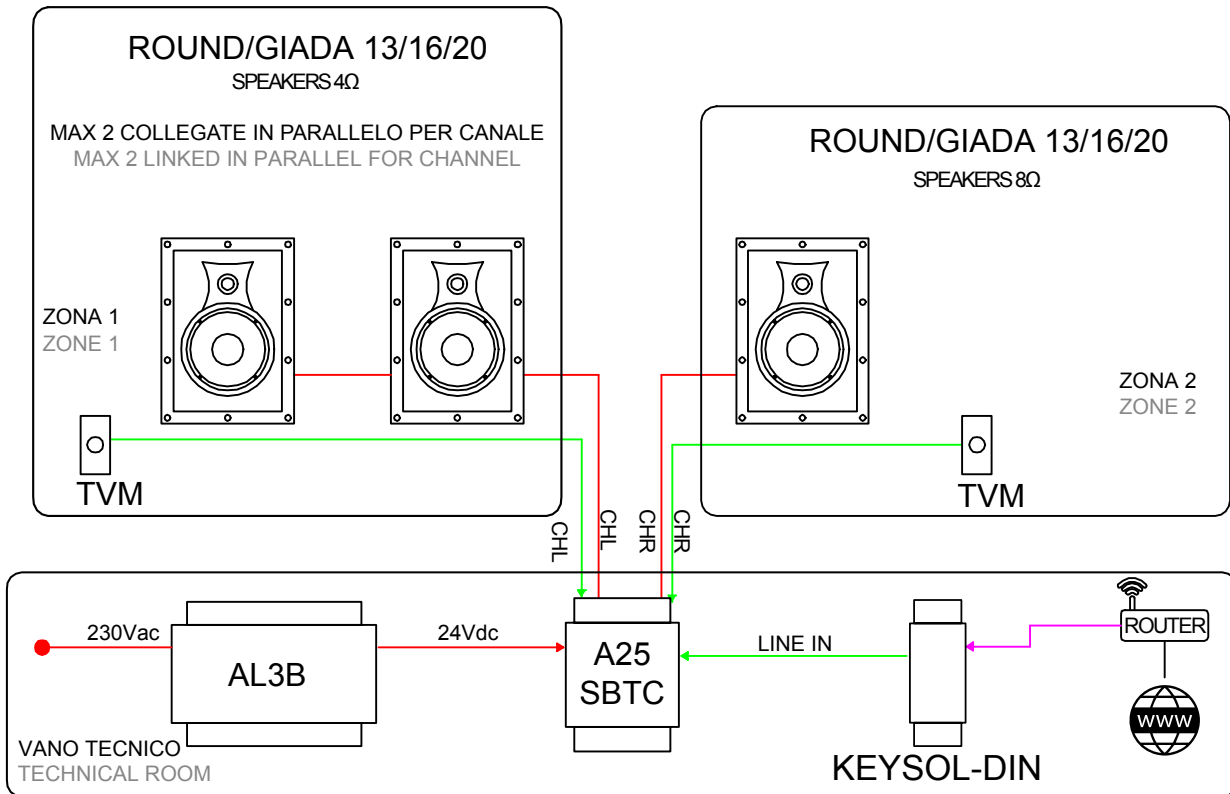 ROUND/GIADA 13/16/20
SPEAKERS 4Ω
MAX 2 COLLEGATE IN PARALLELO PER CANALE
MAX 2 LINKED IN PARALLEL FOR CHANNEL
ZONA 1
ZONE 1
TVM
ROUND/GIADA 13/16/20
SPEAKERS 8Ω
ZONA 2
ZONE 2
TVM
CHL
CHL
CHR
CHR
230Vac
AL3B
24Vdc
A25
SBTC
LINE IN
KEYSOL-DIN
ROUTER
WWW
VANO TECNICO
TECHNICAL ROOM